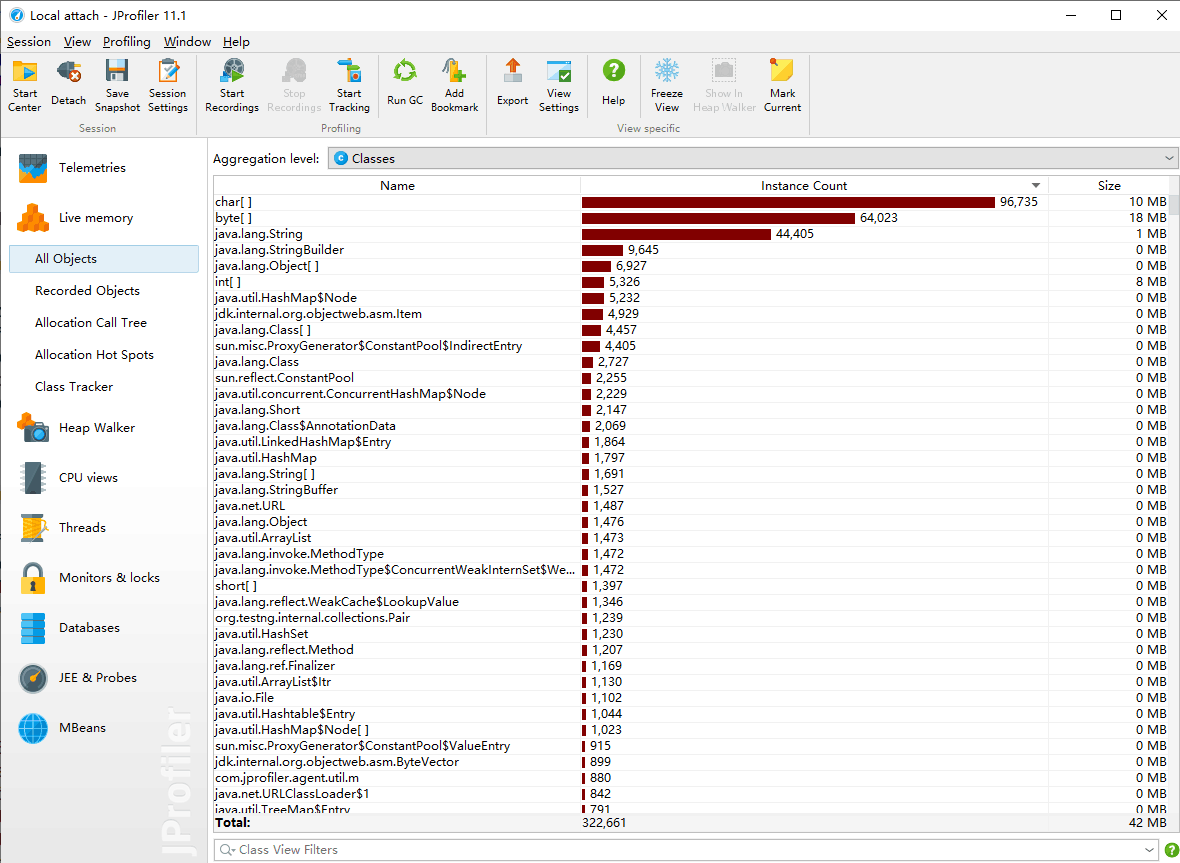 Local attach - JProfiler 11.1
Session View Profiling Window Help
Start Center
Detach
Save Snapshot
Session Settings
Start Recordings
Stop Recordings
Start Tracking
Run GC
Add Bookmark
Export
View Settings
Help
Freeze View
Show In Heap Walker
Mark Current
Session
Profiling
View specific
Telemetries
Live memory
All Objects
Recorded Objects
Allocation Call Tree
Allocation Hot Spots
Class Tracker
Heap Walker
CPU views
Threads
Monitors & locks
Databases
JEE & Probes
MBeans
JProfiler
Aggregation level: C Classes
Name Instance Count Size
char[ ] 96,735 10 MB
byte[ ] 64,023 18 MB
java.lang.String 44,405 1 MB
java.lang.StringBuilder 9,645 0 MB
java.lang.Object[ ] 6,927 0 MB
int[ ] 5,326 8 MB
java.util.HashMap$Node 5,232 0 MB
jdk.internal.org.objectweb.asm.Item 4,929 0 MB
java.lang.Class[ ] 4,457 0 MB
sun.misc.ProxyGenerator$ConstantPool$IndirectEntry 4,405 0 MB
java.lang.Class 2,727 0 MB
sun.reflect.ConstantPool 2,255 0 MB
java.util.concurrent.ConcurrentHashMap$Node 2,229 0 MB
java.lang.Short 2,147 0 MB
java.lang.Class$AnnotationData 2,069 0 MB
java.util.LinkedHashMap$Entry 1,864 0 MB
java.util.HashMap 1,797 0 MB
java.lang.String[ ] 1,691 0 MB
java.lang.StringBuffer 1,527 0 MB
java.net.URL 1,487 0 MB
java.lang.Object 1,476 0 MB
java.util.ArrayList 1,473 0 MB
java.lang.invoke.MethodType 1,472 0 MB
java.lang.invoke.MethodType$ConcurrentWeakInternSet$We... 1,472 0 MB
short[ ] 1,397 0 MB
java.lang.reflect.WeakCache$LookupValue 1,346 0 MB
org.testng.internal.collections.Pair 1,239 0 MB
java.util.HashSet 1,230 0 MB
java.lang.reflect.Method 1,207 0 MB
java.lang.ref.Finalizer 1,169 0 MB
java.util.ArrayList$Itr 1,130 0 MB
java.io.File 1,102 0 MB
java.util.Hashtable$Entry 1,044 0 MB
java.util.HashMap$Node[ ] 1,023 0 MB
sun.misc.ProxyGenerator$ConstantPool$ValueEntry 915 0 MB
jdk.internal.org.objectweb.asm.ByteVector 899 0 MB
com.jprofiler.agent.util.m 880 0 MB
java.net.URLClassLoader$1 842 0 MB
java.util.TreeMap$Entry 791 0 MB
Total: 322,661 42 MB
Class View Filters